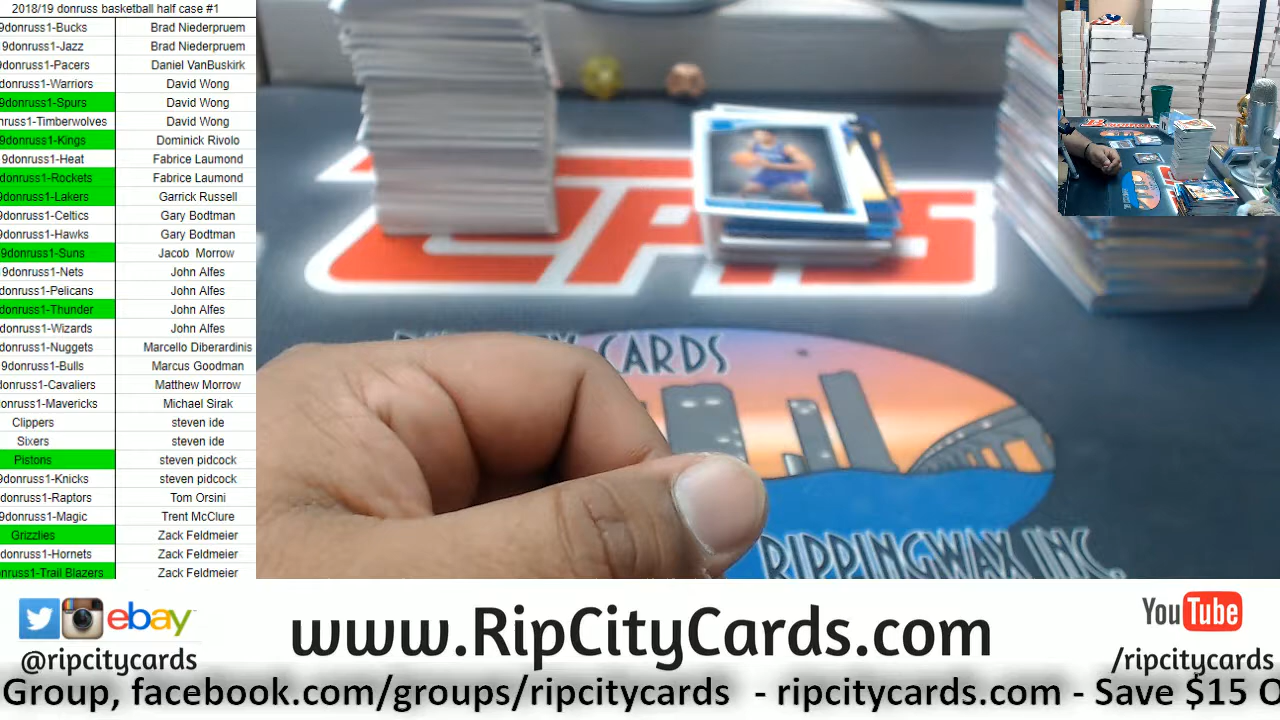 2018/19 donruss basketball half case #1
9donruss1-Bucks Brad Niederpruem
9donruss1-Jazz Brad Niederpruem
9donruss1-Pacers Daniel VanBuskirk
donruss1-Warriors David Wong
9donruss1-Spurs David Wong
nruss1-Timberwolves David Wong
9donruss1-Kings Dominick Rivolo
9donruss1-Heat Fabrice Laumond
donruss1-Rockets Fabrice Laumond
9donruss1-Lakers Garrick Russell
9donruss1-Celtics Gary Bodtman
9donruss1-Hawks Gary Bodtman
9donruss1-Suns Jacob Morrow
9donruss1-Nets John Alfes
donruss1-Pelicans John Alfes
donruss1-Thunder John Alfes
donruss1-Wizards John Alfes
donruss1-Nuggets Marcello Diberardinis
9donruss1-Bulls Marcus Goodman
donruss1-Cavaliers Matthew Morrow
onruss1-Mavericks Michael Sirak
Clippers steven ide
Sixers steven ide
Pistons steven pidcock
9donruss1-Knicks steven pidcock
donruss1-Raptors Tom Orsini
9donruss1-Magic Trent McClure
Grizzlies Zack Feldmeier
donruss1-Hornets Zack Feldmeier
nruss1-Trail Blazers Zack Feldmeier
CARDS
RIPPINGWAX INC.
ebay
@ripcitycards
www.RipCityCards.com
YouTube
/ripcitycards
Group, facebook.com/groups/ripcitycards - ripcitycards.com - Save $15 O